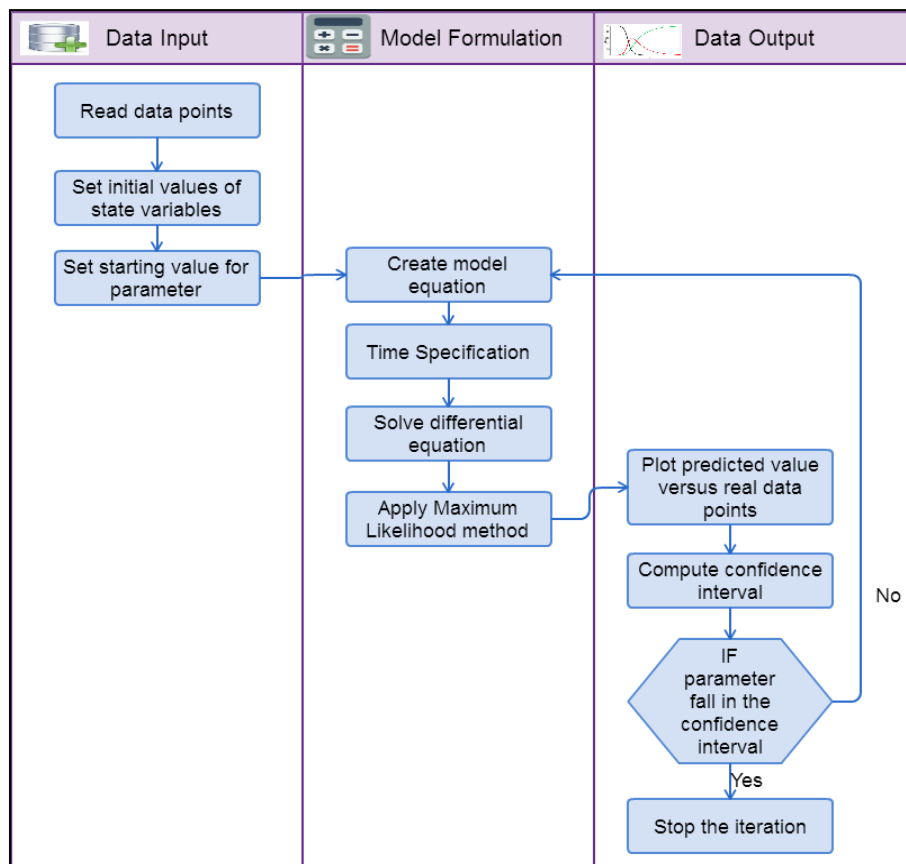 Data Input
Model Formulation
Data Output
Read data points
Set initial values of
state variables
Set starting value for
parameter
Create model
equation
Time Specification
Solve differential
equation
Apply Maximum
Likelihood method
Plot predicted value
versus real data
points
Compute confidence
interval
No
IF
parameter
fall in the
confidence
interval
Yes
Stop the iteration